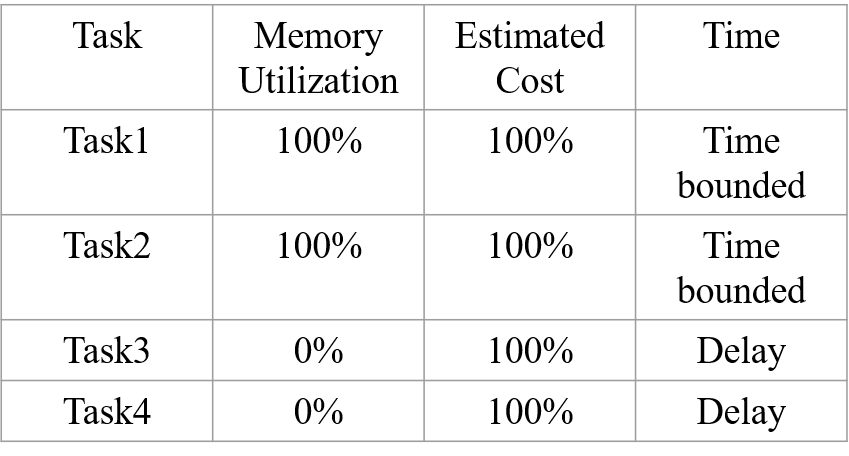 Task Memory Utilization Estimated Cost Time
Task1 100% 100% Time bounded
Task2 100% 100% Time bounded
Task3 0% 100% Delay
Task4 0% 100% Delay